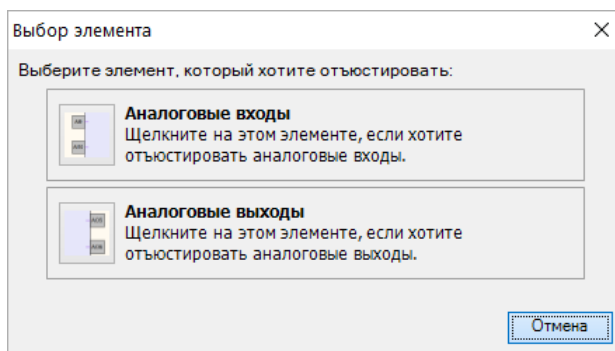 Выбор элемента
Выберите элемент, который хотите отъюстировать:
Аналоговые входы
Щелкните на этом элементе, если хотите
отъюстировать аналоговые входы.
Аналоговые выходы
Щелкните на этом элементе, если хотите
отъюстировать аналоговые выходы.
Отмена